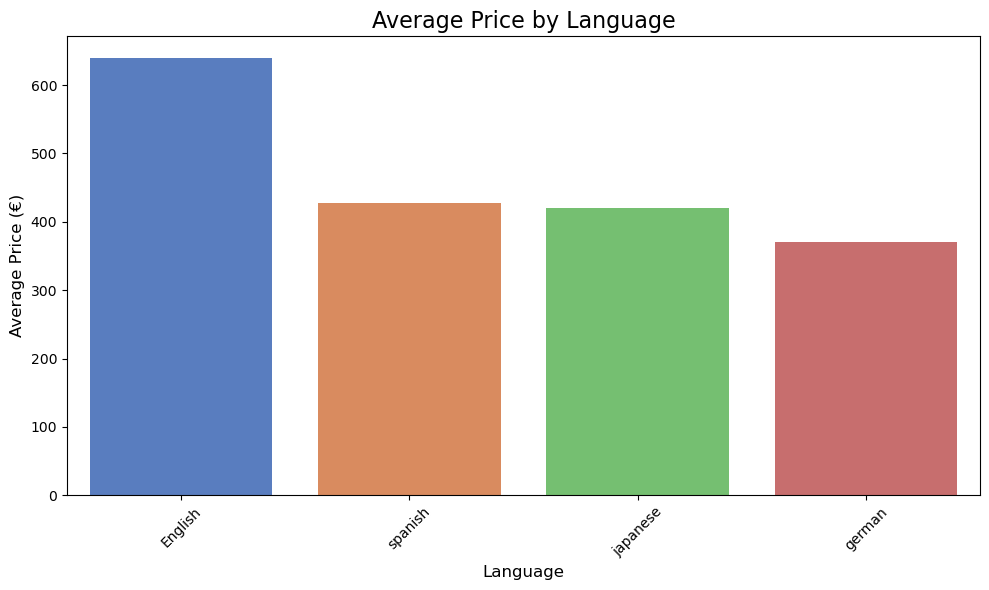 Average Price by Language
Average Price (€)
600
500
400
300
200
100
0
English
spanish
japanese
german
Language